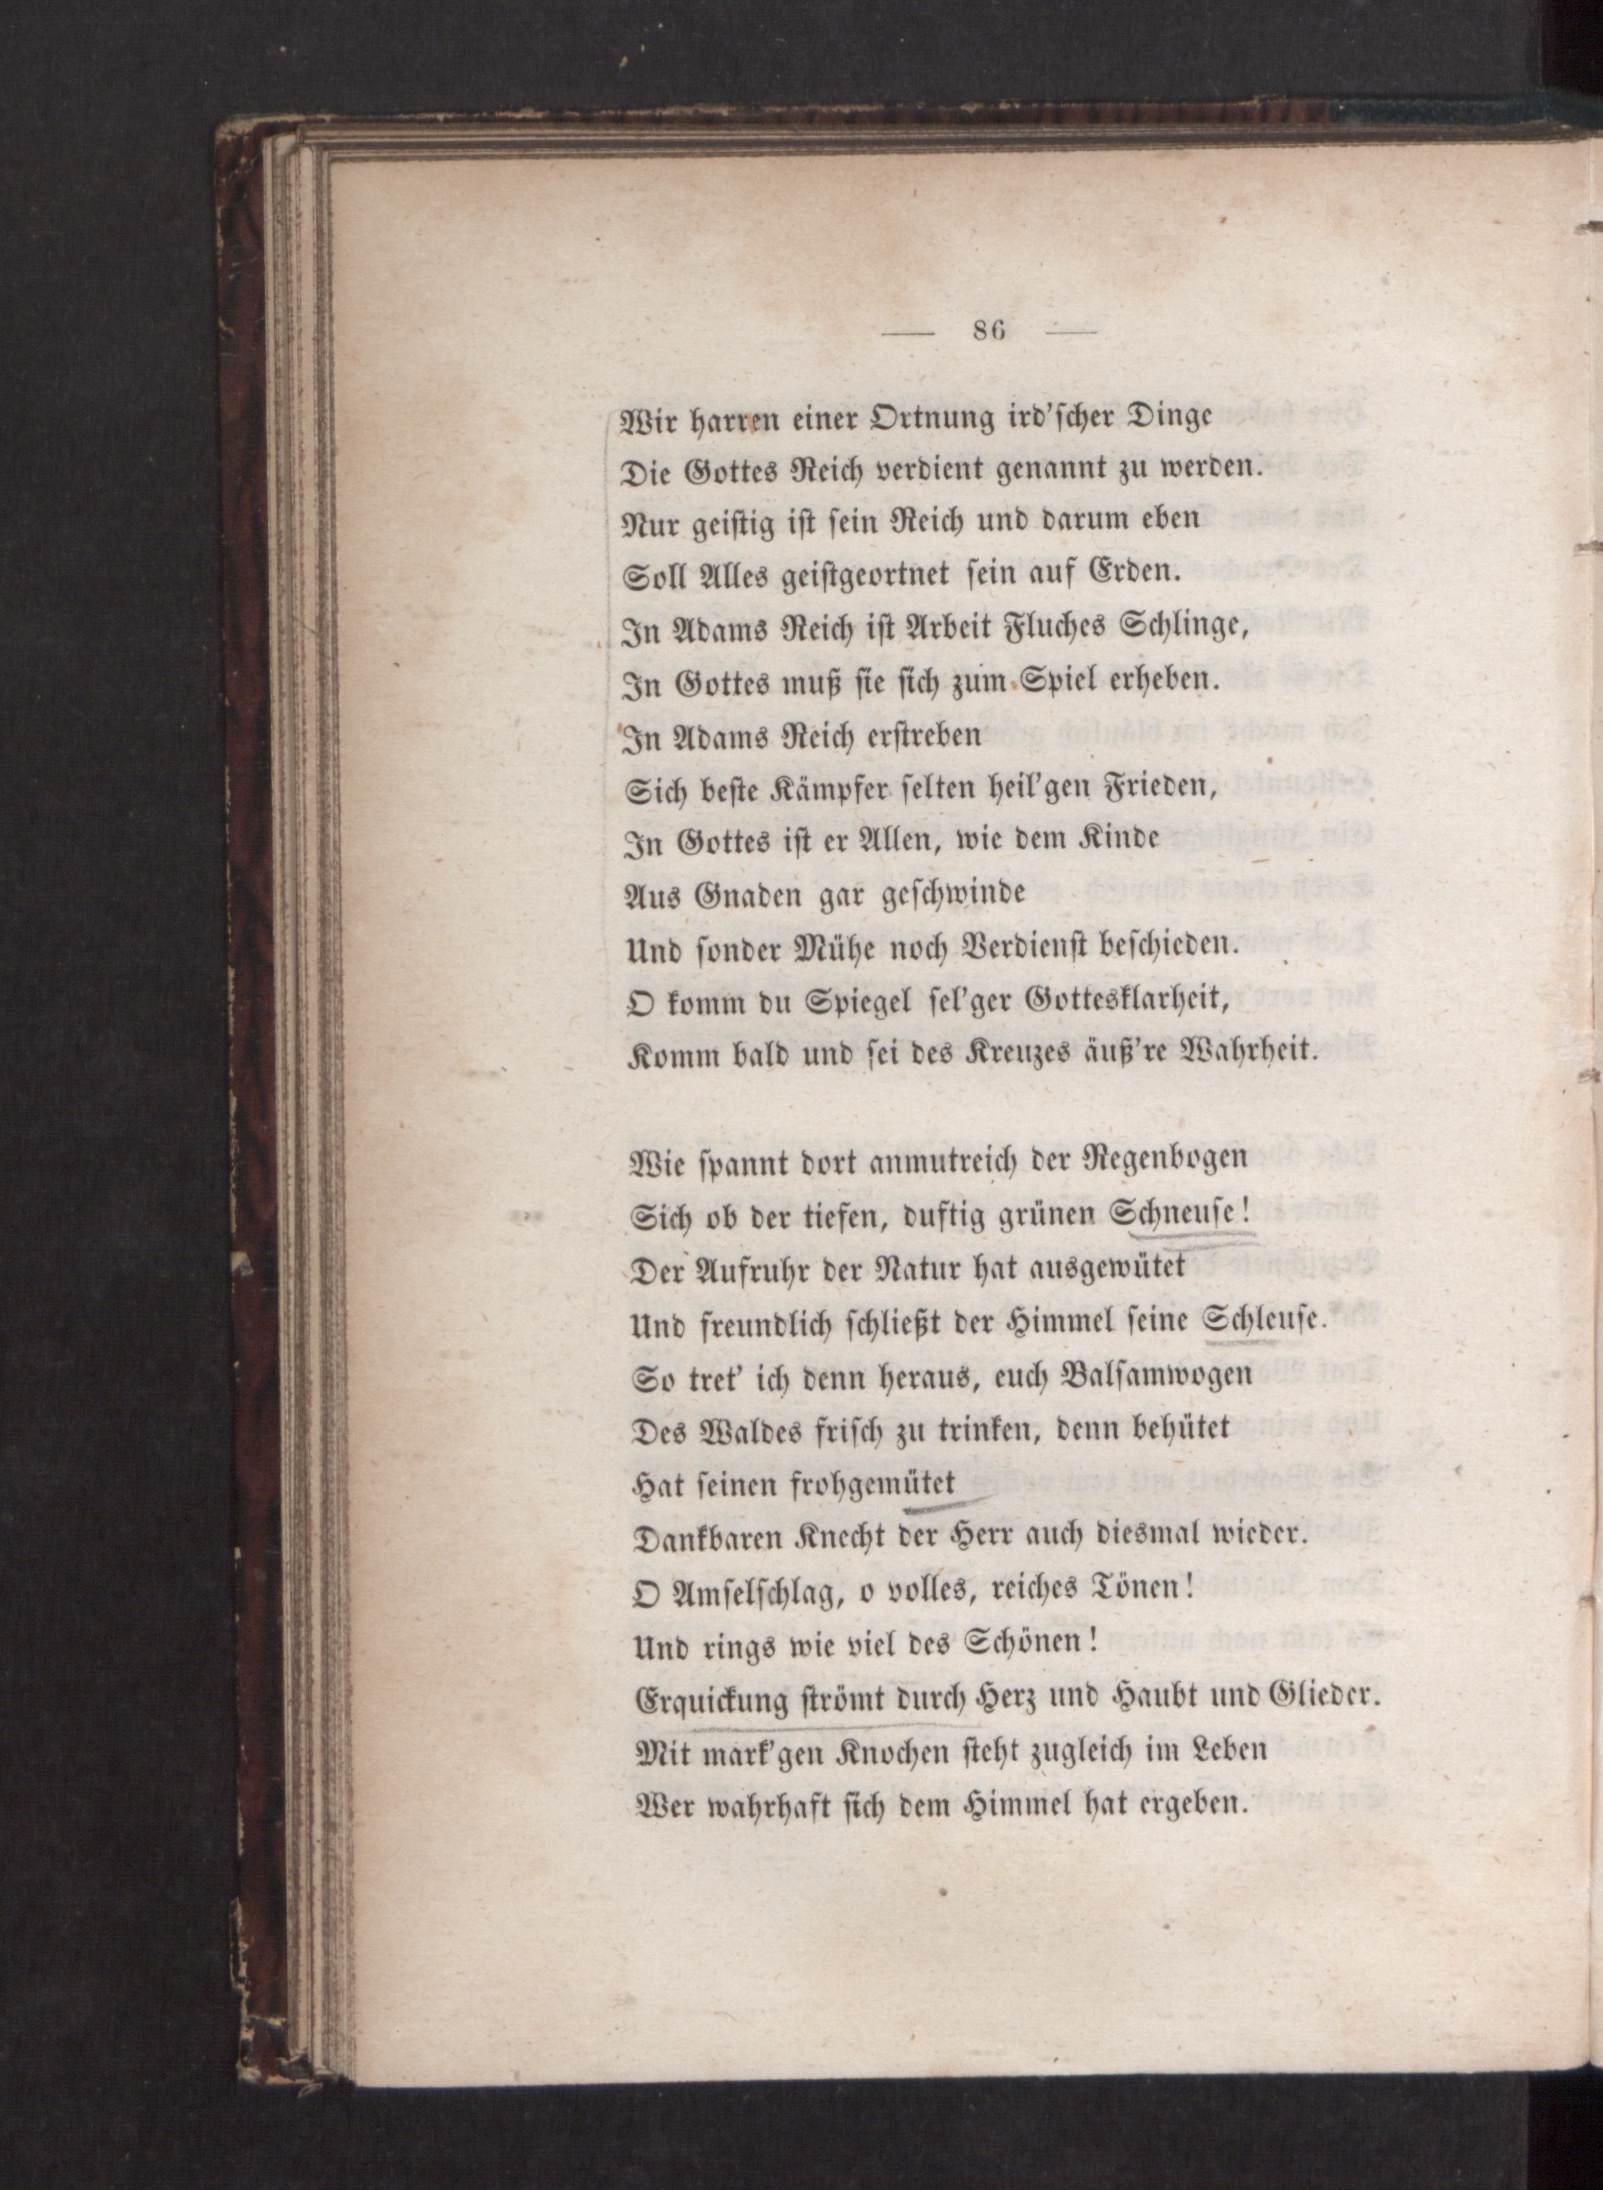 — 86 —
Wir harren einer Ortnung ird'scher Dinge
Die Gottes Reich verdient genannt zu werden.
Nur geistig ist sein Reich und darum eben
Soll Alles geistgeortnet sein auf Erden.
In Adams Reich ist Arbeit Fluches Schlinge,
In Gottes muß sie sich zum Spiel erheben.
In Adams Reich erstreben
Sich beste Kämpfer selten heil'gen Frieden,
In Gottes ist er Allen, wie dem Kinde
Aus Gnaden gar geschwinde
Und sonder Mühe noch Verdienst beschieden.
O komm du Spiegel sel'ger Gottesklarheit,
Komm bald und sei des Kreuzes äuß're Wahrheit.
Wie spannt dort anmutreich der Regenbogen
Sich ob der tiefen, duftig grünen Schneuse!
Der Aufruhr der Natur hat ausgewütet
Und freundlich schließt der Himmel seine Schleuse.
So tret' ich denn heraus, euch Balsamwogen
Des Waldes frisch zu trinken, denn behütet
Hat seinen frohgemütet
Dankbaren Knecht der Herr auch diesmal wieder.
O Amselschlag, o volles, reiches Tönen!
Und rings wie viel des Schönen!
Erquickung strömt durch Herz und Haubt und Glieder.
Mit mark'gen Knochen steht zugleich im Leben
Wer wahrhaft sich dem Himmel hat ergeben.